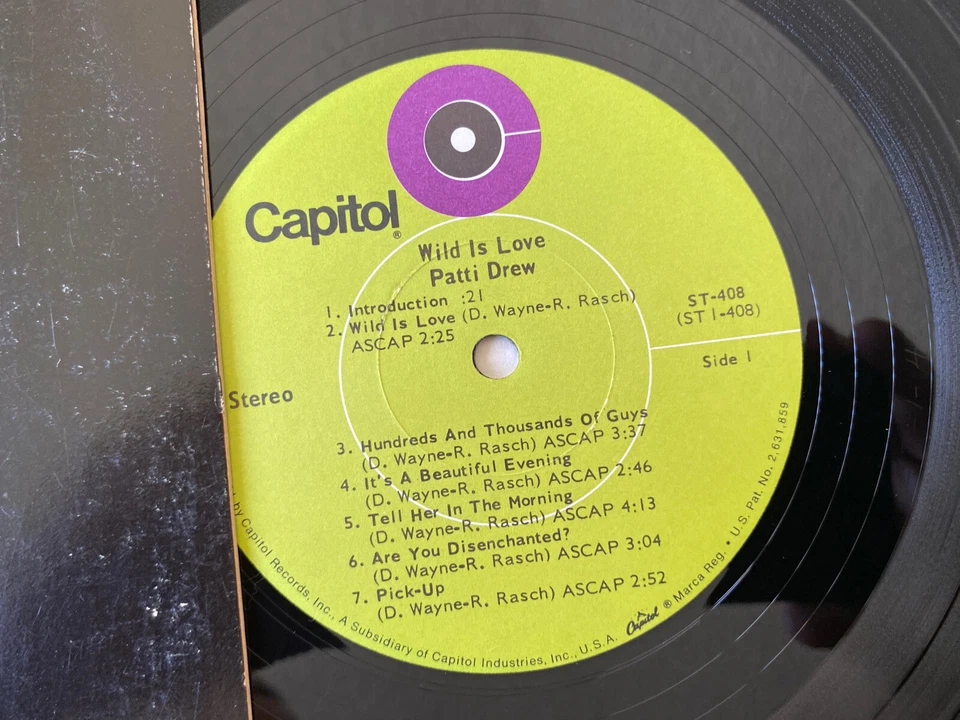 Capitol®
Wild Is Love
Patti Drew
1. Introduction :21
2. Wild Is Love (D. Wayne-R. Rasch)
ASCAP 2:25
ST-408
(ST 1-408)
Side 1
Stereo
3. Hundreds And Thousands Of Guys
(D. Wayne-R. Rasch) ASCAP 3:37
4. It's A Beautiful Evening
(D. Wayne-R. Rasch) ASCAP 2:46
5. Tell Her In The Morning
(D. Wayne-R. Rasch) ASCAP 4:13
6. Are You Disenchanted?
(D. Wayne-R. Rasch) ASCAP 3:04
7. Pick-Up
(D. Wayne-R. Rasch) ASCAP 2:52
by Capitol Records, Inc., A Subsidiary of Capitol Industries, Inc., U.S.A. Capitol ® Marca Reg. • U.S. Pat. No. 2,631,859